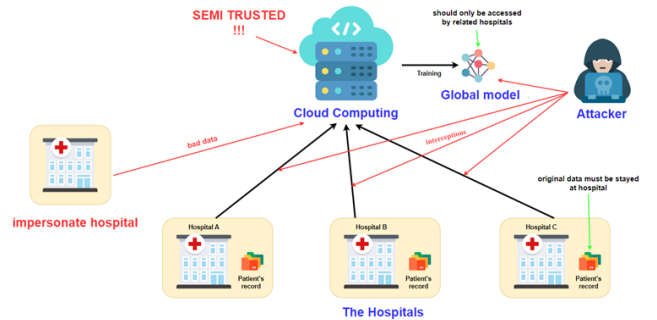 SEMI TRUSTED
!!!
should only be accessed
by related hospitals
Training
Cloud Computing
Global model
Attacker
bad data
interceptions
impersonate hospital
original data must be stayed
at hospital
Hospital A
Patient's
record
Hospital B
Patient's
record
Hospital C
Patient's
record
The Hospitals